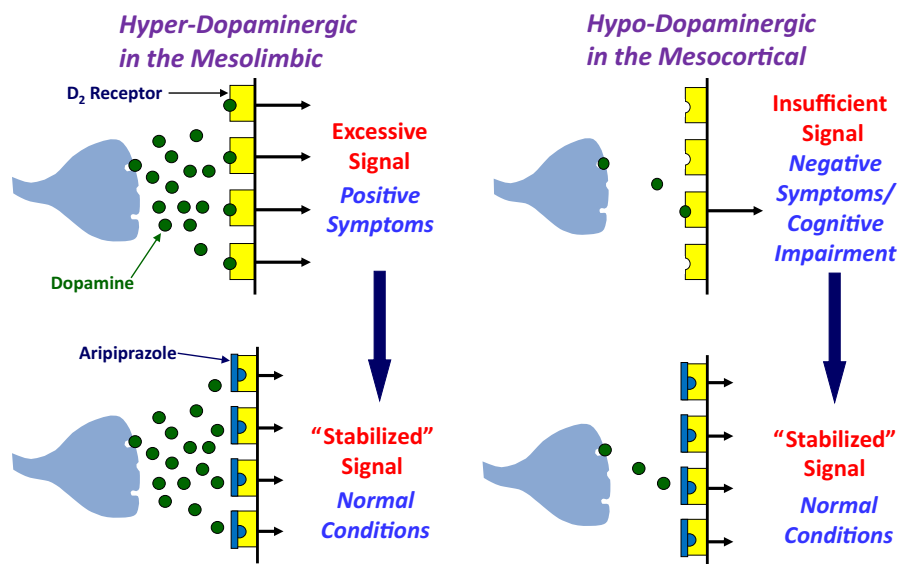 Hyper-Dopaminergic
in the Mesolimbic
D2 Receptor
Excessive
Signal
Positive
Symptoms
Dopamine
Aripiprazole
“Stabilized”
Signal
Normal
Conditions
Hypo-Dopaminergic
in the Mesocortical
Insufficient
Signal
Negative
Symptoms/
Cognitive
Impairment
“Stabilized”
Signal
Normal
Conditions